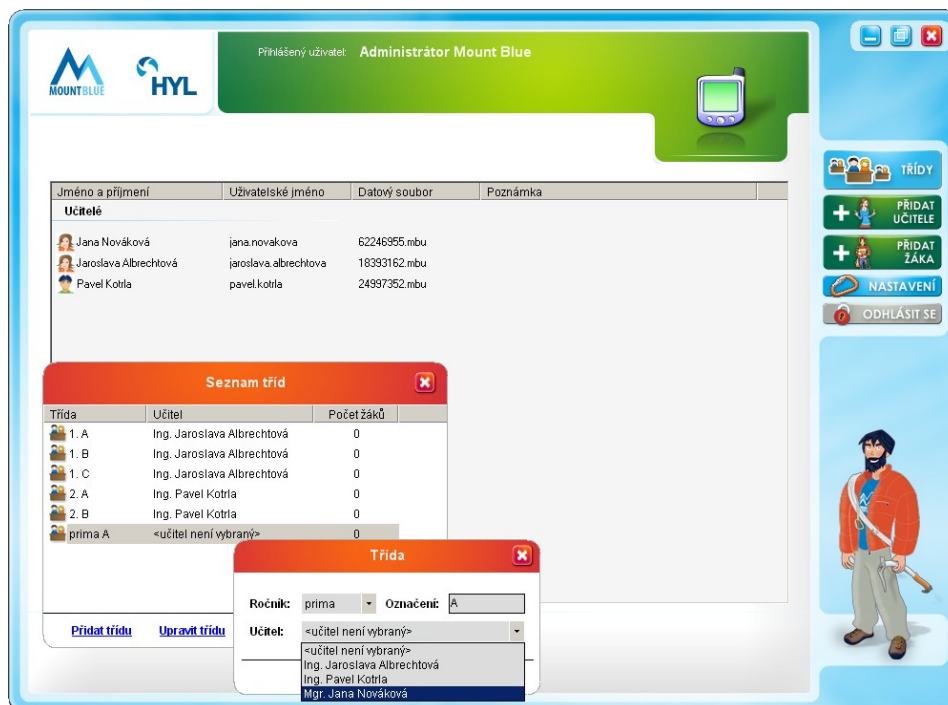 MOUNTBLUE
HYL
Přihlášený uživatel: Administrátor Mount Blue
TŘÍDY
PŘIDAT
UČITELE
PŘIDAT
ŽÁKA
NASTAVENÍ
ODHLÁSIT SE
Jméno a příjmení Uživatelské jméno Datový soubor Poznámka
Učitelé
Jana Nováková jana.novakova 62246955.mbu
Jaroslava Albrechtová jaroslava.albrechtova 18393162.mbu
Pavel Kotrla pavel.kotrla 24997352.mbu
Seznam tříd
Třída Učitel Počet žáků
1. A Ing. Jaroslava Albrechtová 0
1. B Ing. Jaroslava Albrechtová 0
1. C Ing. Jaroslava Albrechtová 0
2. A Ing. Pavel Kotrla 0
2. B Ing. Pavel Kotrla 0
prima A <učitel není vybraný> 0
Přidat třídu Upravit třídu
Třída
Ročník: prima Označení: A
Učitel: <učitel není vybraný>
<učitel není vybraný>
Ing. Jaroslava Albrechtová
Ing. Pavel Kotrla
Mgr. Jana Nováková